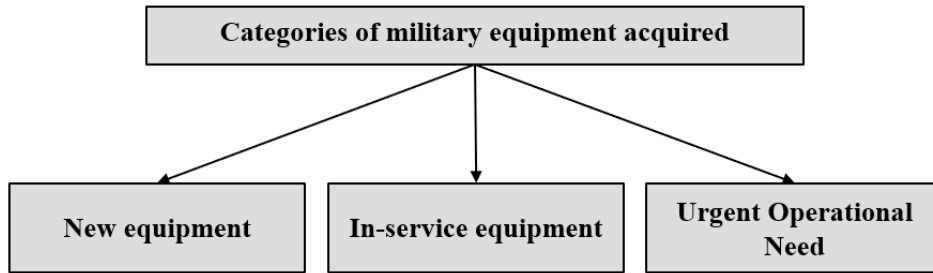 Categories of military equipment acquired
New equipment
In-service equipment
Urgent Operational
Need